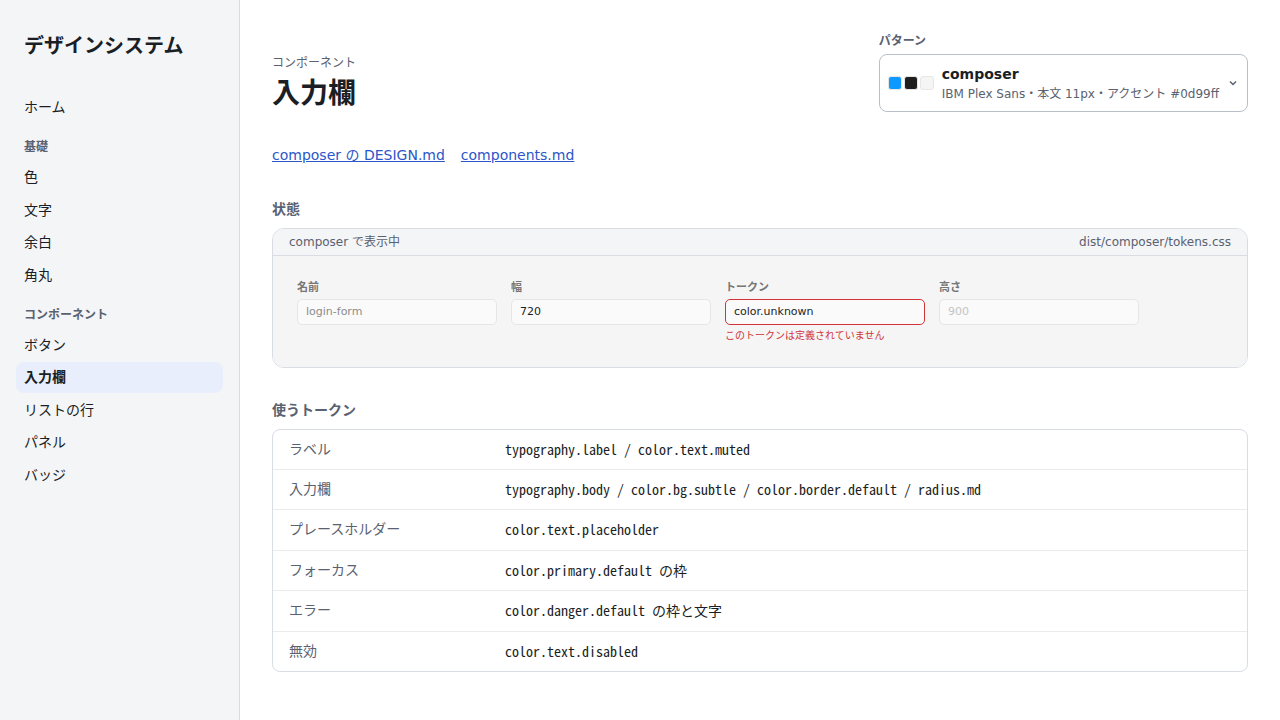 デザインシステム
ホーム
基礎
色
文字
余白
角丸
コンポーネント
ボタン
入力欄
リストの行
パネル
バッジ
コンポーネント
入力欄
パターン
composer
IBM Plex Sans・本文 11px・アクセント #0d99ff
composer の DESIGN.md components.md
状態
composer で表示中 dist/composer/tokens.css
名前 幅 トークン 高さ
login-form 720 color.unknown 900
このトークンは定義されていません
使うトークン
ラベル typography.label / color.text.muted
入力欄 typography.body / color.bg.subtle / color.border.default / radius.md
プレースホルダー color.text.placeholder
フォーカス color.primary.default の枠
エラー color.danger.default の枠と文字
無効 color.text.disabled